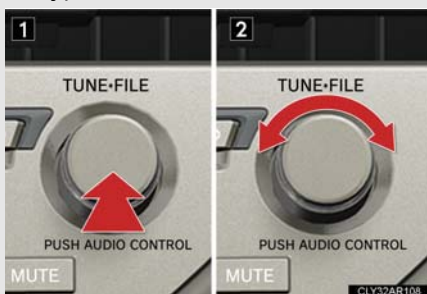 1
TUNE•FILE
PUSH AUDIO CONTROL
MUTE
2
TUNE•FILE
PUSH AUDIO CONTROL
MUTE
CLY32AR108